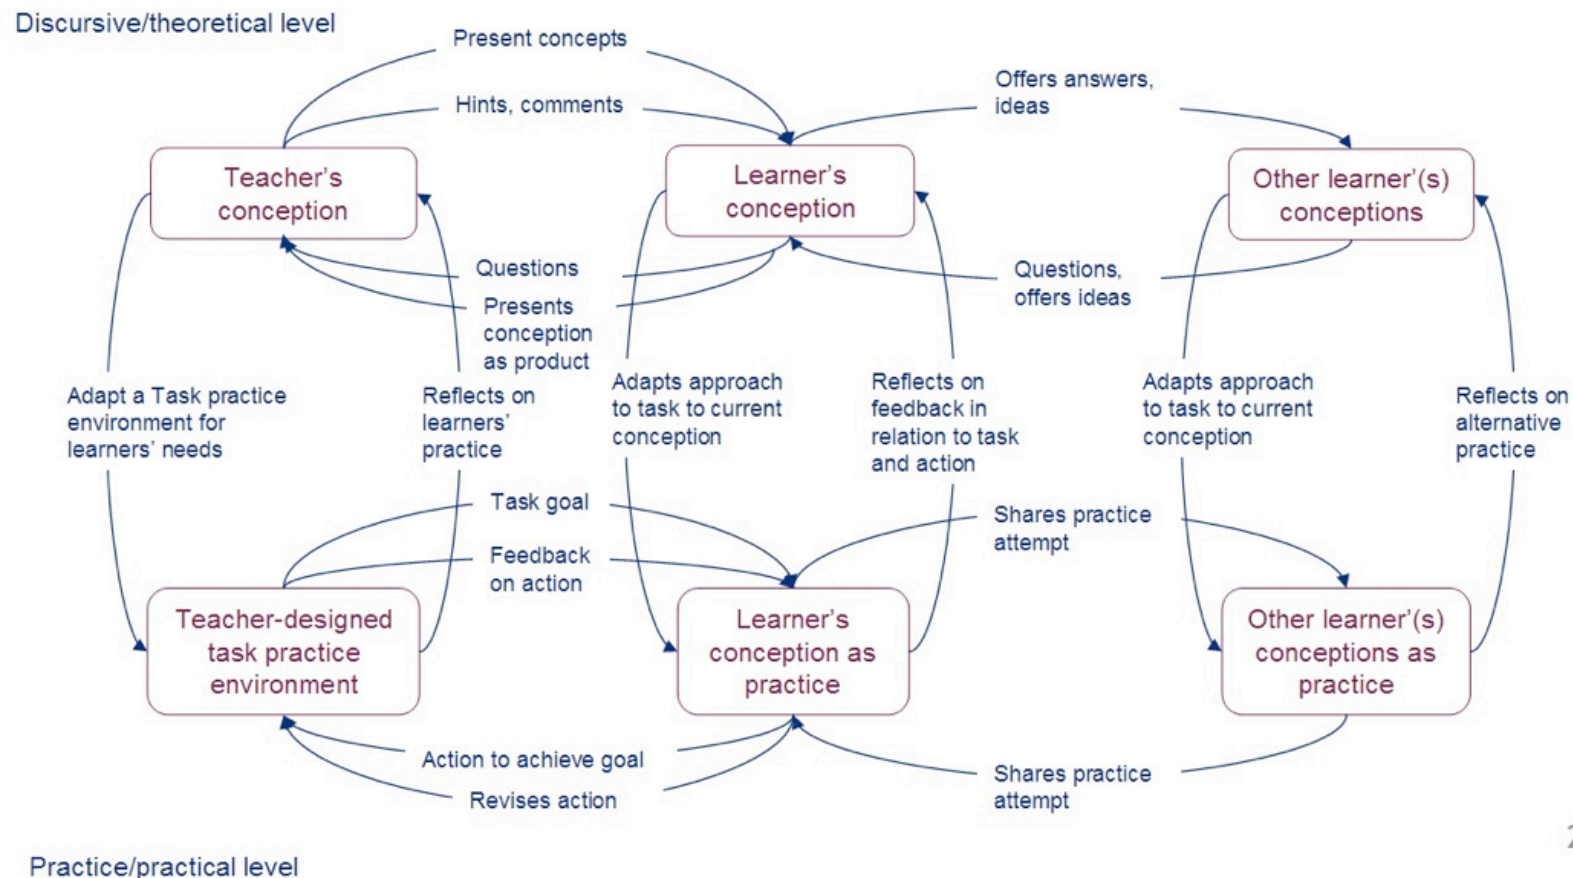 Discursive/theoretical level
Present concepts
Hints, comments
Offers answers,
ideas
Teacher’s
conception
Learner’s
conception
Other learner’(s)
conceptions
Questions
Presents
conception
as product
Questions,
offers ideas
Adapt a Task practice
environment for
learners’ needs
Reflects on
learners’
practice
Adapts approach
to task to current
conception
Reflects on
feedback in
relation to task
and action
Adapts approach
to task to current
conception
Reflects on
alternative
practice
Task goal
Feedback
on action
Shares practice
attempt
Teacher-designed
task practice
environment
Learner’s
conception as
practice
Other learner’(s)
conceptions as
practice
Action to achieve goal
Revises action
Shares practice
attempt
Practice/practical level